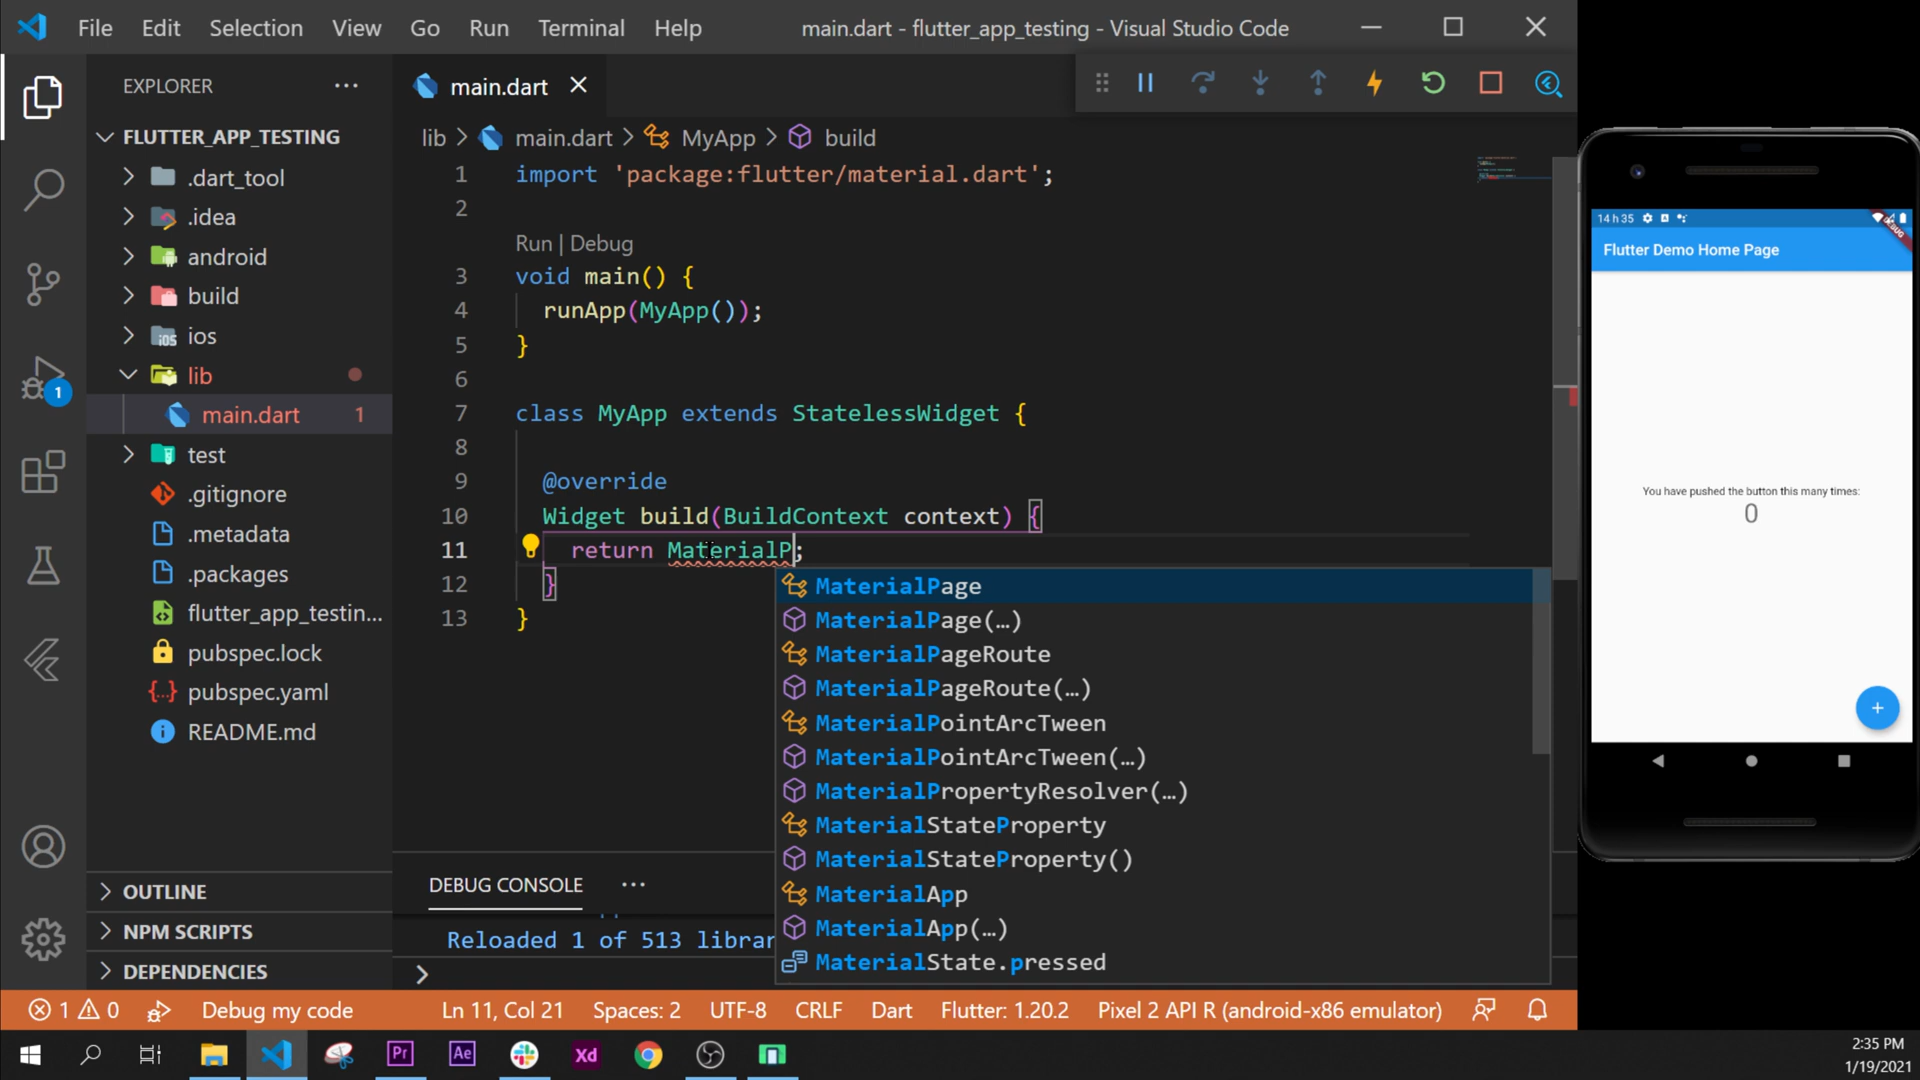 File Edit Selection View Go Run Terminal Help main.dart - flutter_app_testing - Visual Studio Code
EXPLORER
FLUTTER_APP_TESTING
.dart_tool
.idea
android
build
ios
lib
main.dart 1
test
.gitignore
.metadata
.packages
flutter_app_testin...
pubspec.lock
pubspec.yaml
README.md
OUTLINE
NPM SCRIPTS
DEPENDENCIES
1
main.dart
lib > main.dart > MyApp > build
1 import 'package:flutter/material.dart';
2
Run | Debug
3 void main() {
4 runApp(MyApp());
5 }
6
7 class MyApp extends StatelessWidget {
8
9 @override
10 Widget build(BuildContext context) {
11 return MaterialP;
12 }
13 }
MaterialPage
MaterialPage(…)
MaterialPageRoute
MaterialPageRoute(…)
MaterialPointArcTween
MaterialPointArcTween(…)
MaterialPropertyResolver(…)
MaterialStateProperty
MaterialStateProperty()
MaterialApp
MaterialApp(…)
MaterialState.pressed
DEBUG CONSOLE
Reloaded 1 of 513 librar
14 h 35
DEBUG
Flutter Demo Home Page
You have pushed the button this many times:
0
+
1 0 Debug my code Ln 11, Col 21 Spaces: 2 UTF-8 CRLF Dart Flutter: 1.20.2 Pixel 2 API R (android-x86 emulator)
Pr Ae Xd
2:35 PM
1/19/2021